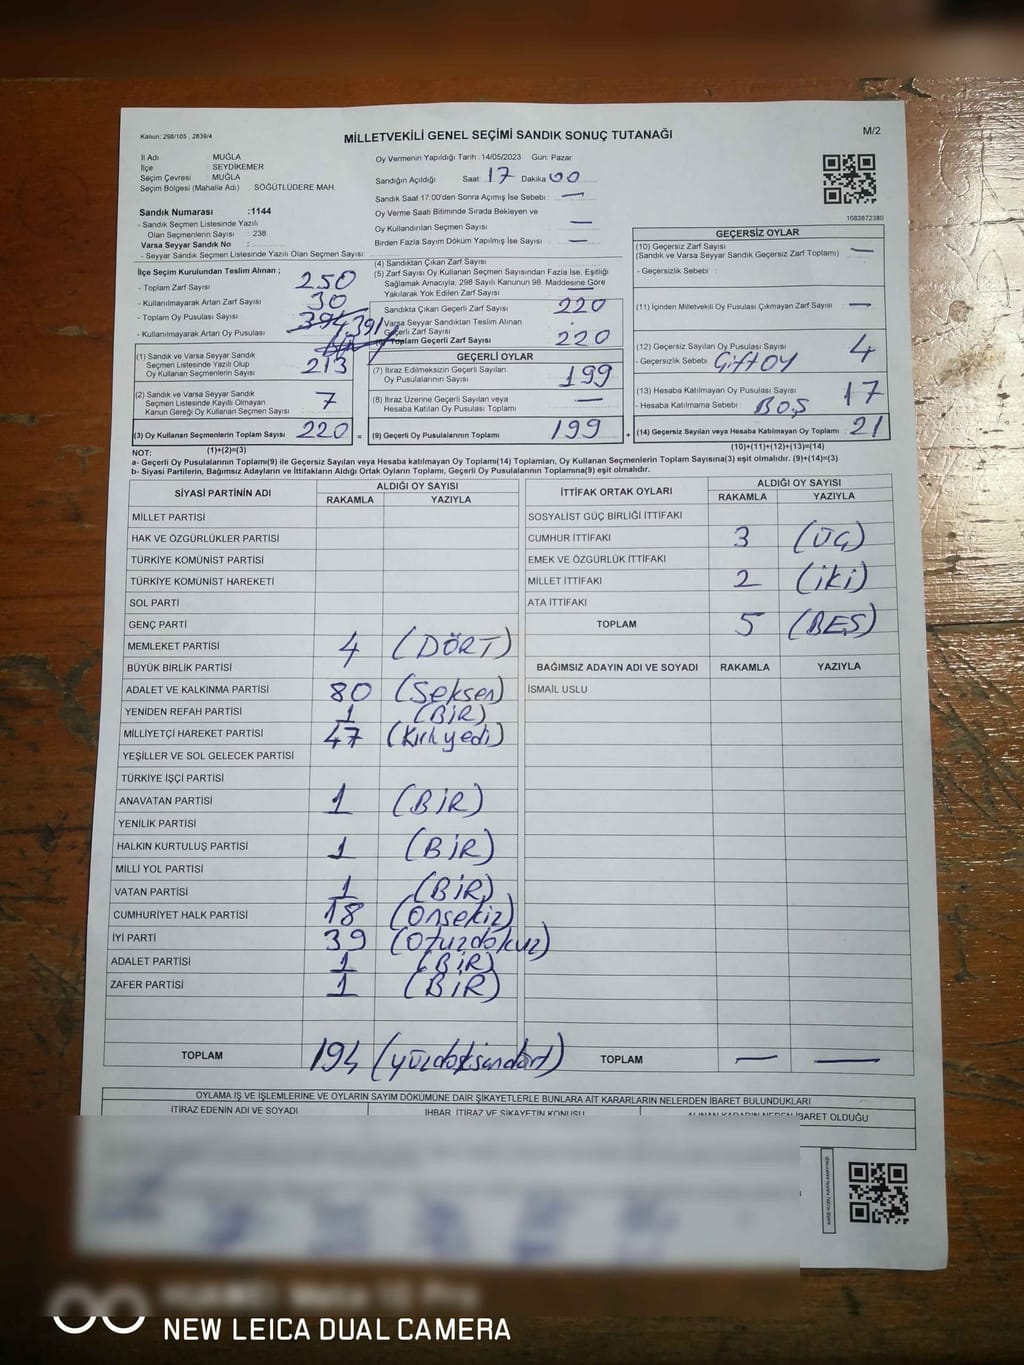 Kanun: 298/105 , 2839/4
MİLLETVEKİLİ GENEL SEÇİMİ SANDIK SONUÇ TUTANAĞI
M/2
İl Adı : MUĞLA
İlçe : SEYDİKEMER
Seçim Çevresi : MUĞLA
Seçim Bölgesi (Mahalle Adı) : SÖĞÜTLÜDERE MAH.
Sandık Numarası :1144
- Sandık Seçmen Listesinde Yazılı
Olan Seçmenlerin Sayısı : 238
Varsa Seyyar Sandık No :
- Seyyar Sandık Seçmen Listesinde Yazılı Olan Seçmen Sayısı :
Oy Vermenin Yapıldığı Tarih : 14/05/2023 Gün: Pazar
Sandığın Açıldığı Saat: 17 Dakika 00
Sandık Saat 17:00'den Sonra Açımış İse Sebebi : —
Oy Verme Saati Bitiminde Sırada Bekleyen ve
Oy Kullandırılan Seçmen Sayısı : —
Birden Fazla Sayım Döküm Yapılmış İse Sayısı : —
1083872380
İlçe Seçim Kurulundan Teslim Alınan ;
- Toplam Zarf Sayısı : 250
- Kullanılmayarak Artan Zarf Sayısı : 30
- Toplam Oy Pusulası : 394 391
- Kullanılmayarak Artan Oy Pusulası
(1) Sandık ve Varsa Seyyar Sandık
Seçmen Listesinde Yazılı Olup
Oy Kullanan Seçmenlerin Sayısı : 213
(2) Sandık ve Varsa Seyyar Sandık
Seçmen Listesinde Kayıtlı Olmayan
Kanun Gereği Oy Kullanan Seçmen Sayısı : 7
(3) Oy Kullanan Seçmenlerin Toplam Sayısı 220 =
(1)+(2)=(3)
(4) Sandıktan Çıkan Zarf Sayısı
(5) Zarf Sayısı Oy Kullanan Seçmen Sayısından Fazla İse, Eşitliği
Sağlamak Amacıyla, 298 Sayılı Kanunun 98. Maddesine Göre
Yakılarak Yok Edilen Zarf Sayısı : —
Sandıkta Çıkan Geçerli Zarf Sayısı : 220
Varsa Seyyar Sandıktan Teslim Alınan
Geçerli Zarf Sayısı :
(6) Toplam Geçerli Zarf Sayısı : 220
GEÇERLİ OYLAR
(7) İtiraz Edilmeksizin Geçerli Sayılan
Oy Pusulalarının Sayısı : 199
(8) İtiraz Üzerine Geçerli Sayılan veya
Hesaba Katılan Oy Pusulası Toplamı : —
(9) Geçerli Oy Pusulalarının Toplamı 199 +
GEÇERSİZ OYLAR
(10) Geçersiz Zarf Sayısı
(Sandık ve Varsa Seyyar Sandık Geçersiz Zarf Toplamı) : —
- Geçersizlik Sebebi :
(11) İçinden Milletvekili Oy Pusulası Çıkmayan Zarf Sayısı : —
(12) Geçersiz Sayılan Oy Pusulası Sayısı : 4
- Geçersizlik Sebebi : Çift OY
(13) Hesaba Katılmayan Oy Pusulası Sayısı : 17
- Hesaba Katılmama Sebebi : BOŞ
(14) Geçersiz Sayılan veya Hesaba Katılmayan Oy Toplamı : 21
(10)+(11)+(12)+(13)=(14)
NOT:
a- Geçerli Oy Pusulalarının Toplamı(9) ile Geçersiz Sayılan veya Hesaba Katılmayan Oy Toplamı(14) Toplamları, Oy Kullanan Seçmenlerin Toplam Sayısına(3) eşit olmalıdır. (9)+(14)=(3)
b- Siyasi Partilerin, Bağımsız Adayların ve İttifakların Aldığı Ortak Oyların Toplamı, Geçerli Oy Pusulalarının Toplamına(9) eşit olmalıdır.
SİYASİ PARTİNİN ADI ALDIĞI OY SAYISI
RAKAMLA YAZIYLA
MİLLET PARTİSİ
HAK VE ÖZGÜRLÜKLER PARTİSİ
TÜRKİYE KOMÜNİST PARTİSİ
TÜRKİYE KOMÜNİST HAREKETİ
SOL PARTİ
GENÇ PARTİ
MEMLEKET PARTİSİ 4 (DÖRT)
BÜYÜK BİRLİK PARTİSİ
ADALET VE KALKINMA PARTİSİ 80 (Seksen)
YENİDEN REFAH PARTİSİ 1 (BİR)
MİLLİYETÇİ HAREKET PARTİSİ 47 (Kırkyedi)
YEŞİLLER VE SOL GELECEK PARTİSİ
TÜRKİYE İŞÇİ PARTİSİ
ANAVATAN PARTİSİ 1 (BİR)
YENİLİK PARTİSİ
HALKIN KURTULUŞ PARTİSİ 1 (BİR)
MİLLİ YOL PARTİSİ
VATAN PARTİSİ 1 (BİR)
CUMHURİYET HALK PARTİSİ 18 (Onsekiz)
İYİ PARTİ 39 (Otuzdokuz)
ADALET PARTİSİ 1 (BİR)
ZAFER PARTİSİ 1 (BİR)
TOPLAM 194 (yüzdoksandört)
İTTİFAK ORTAK OYLARI ALDIĞI OY SAYISI
RAKAMLA YAZIYLA
SOSYALİST GÜÇ BİRLİĞİ İTTİFAKI
CUMHUR İTTİFAKI 3 (ÜÇ)
EMEK VE ÖZGÜRLÜK İTTİFAKI
MİLLET İTTİFAKI 2 (iki)
ATA İTTİFAKI
TOPLAM 5 (BEŞ)
BAĞIMSIZ ADAYIN ADI VE SOYADI RAKAMLA YAZIYLA
İSMAİL USLU
TOPLAM — —
OYLAMA İŞ VE İŞLEMLERİNE VE OYLARIN SAYIM DÖKÜMÜNE DAİR ŞİKAYETLERLE BUNLARA AİT KARARLARIN NELERDEN İBARET BULUNDUKLARI
İTİRAZ EDENİN ADI VE SOYADI İHBAR, İTİRAZ VE ŞİKAYETİN KONUSU ALINAN KARARIN NEDEN İBARET OLDUĞU
NEW LEICA DUAL CAMERA